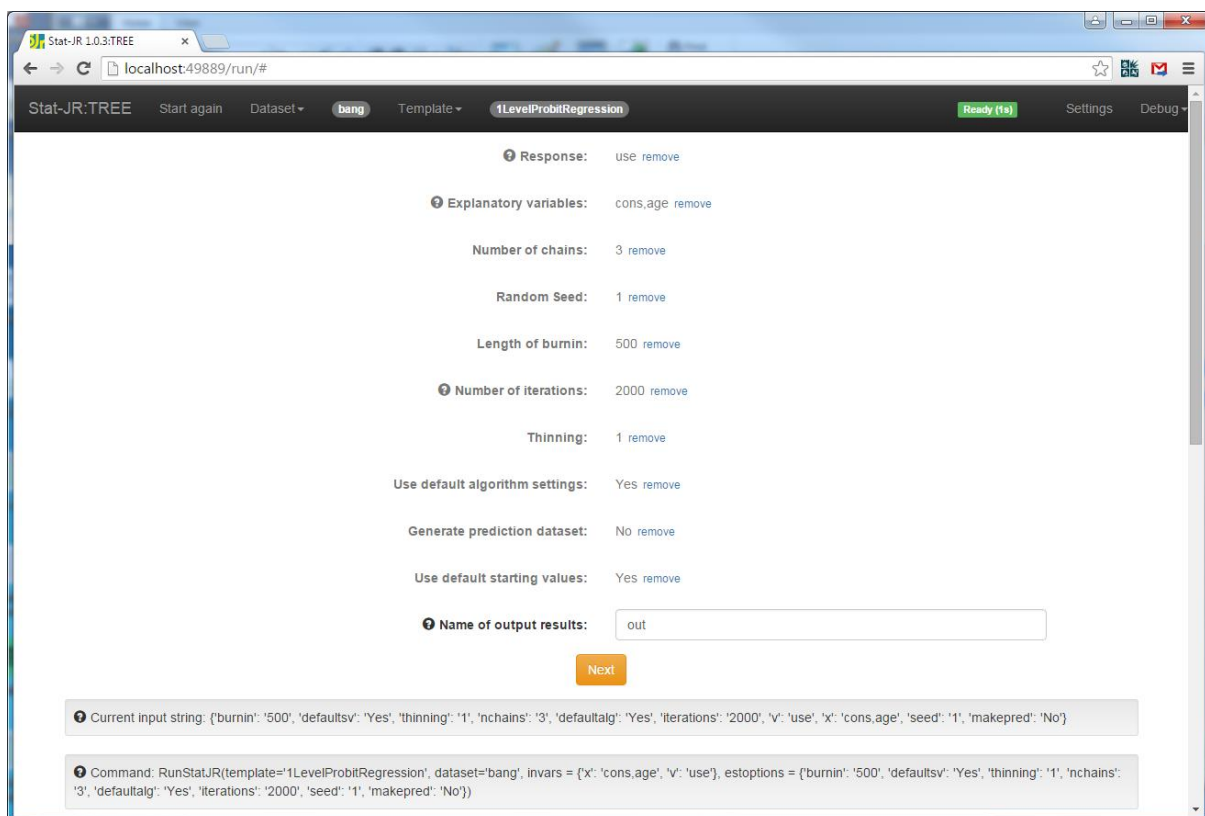 Stat-JR 1.0.3:TREE
localhost:49889/run/#
Stat-JR:TREE Start again Dataset bang Template 1LevelProbitRegression Ready (1s) Settings Debug
Response: use remove
Explanatory variables: cons,age remove
Number of chains: 3 remove
Random Seed: 1 remove
Length of burnin: 500 remove
Number of iterations: 2000 remove
Thinning: 1 remove
Use default algorithm settings: Yes remove
Generate prediction dataset: No remove
Use default starting values: Yes remove
Name of output results: out
Next
Current input string: {'burnin': '500', 'defaultsv': 'Yes', 'thinning': '1', 'nchains': '3', 'defaultalg': 'Yes', 'iterations': '2000', 'v': 'use', 'x': 'cons,age', 'seed': '1', 'makepred': 'No'}
Command: RunStatJR(template='1LevelProbitRegression', dataset='bang', invars = {'x': 'cons,age', 'v': 'use'}, estoptions = {'burnin': '500', 'defaultsv': 'Yes', 'thinning': '1', 'nchains':
'3', 'defaultalg': 'Yes', 'iterations': '2000', 'seed': '1', 'makepred': 'No'})